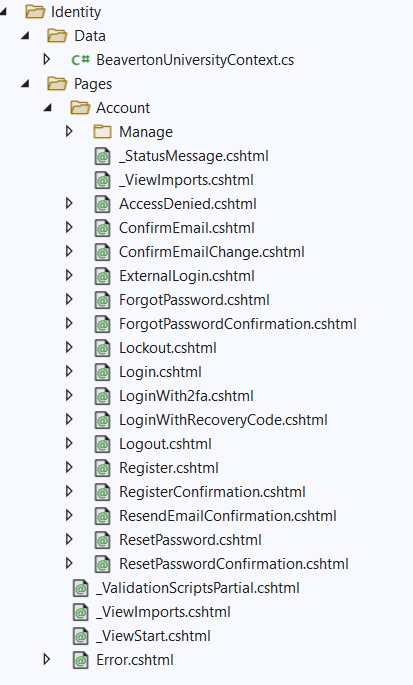 Identity
Data
C# BeavertonUniversityContext.cs
Pages
Account
Manage
_StatusMessage.cshtml
_ViewImports.cshtml
AccessDenied.cshtml
ConfirmEmail.cshtml
ConfirmEmailChange.cshtml
ExternalLogin.cshtml
ForgotPassword.cshtml
ForgotPasswordConfirmation.cshtml
Lockout.cshtml
Login.cshtml
LoginWith2fa.cshtml
LoginWithRecoveryCode.cshtml
Logout.cshtml
Register.cshtml
RegisterConfirmation.cshtml
ResendEmailConfirmation.cshtml
ResetPassword.cshtml
ResetPasswordConfirmation.cshtml
_ValidationScriptsPartial.cshtml
_ViewImports.cshtml
_ViewStart.cshtml
Error.cshtml